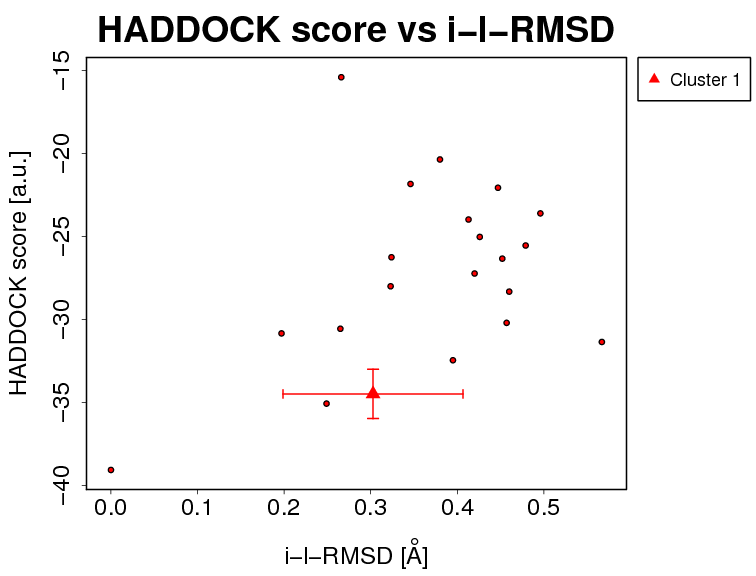 HADDOCK score vs i−l−RMSD
Cluster 1
HADDOCK score [a.u.]
−15
−20
−25
−30
−35
−40
0.0 0.1 0.2 0.3 0.4 0.5
i−l−RMSD [Å]